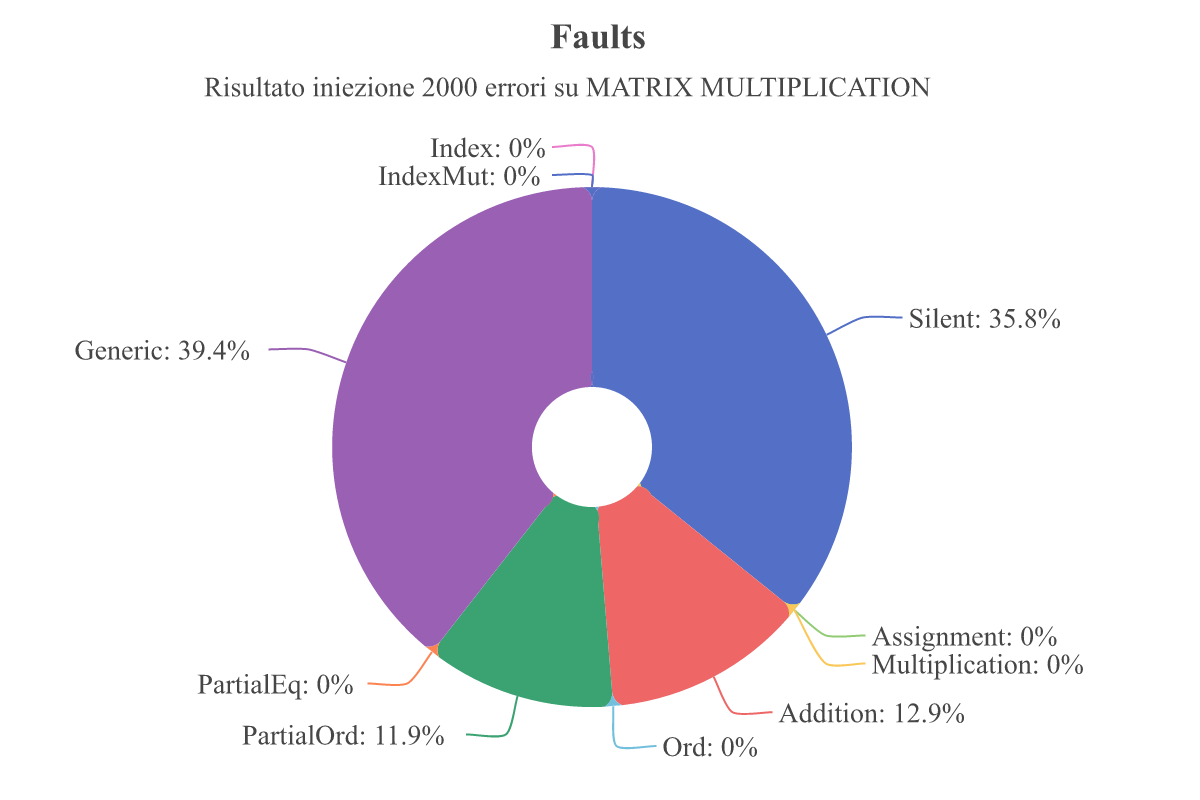 Faults
Risultato iniezione 2000 errori su MATRIX MULTIPLICATION
Index: 0%
IndexMut: 0%
Silent: 35.8%
Generic: 39.4%
Assignment: 0%
Multiplication: 0%
PartialEq: 0%
Addition: 12.9%
PartialOrd: 11.9%
Ord: 0%